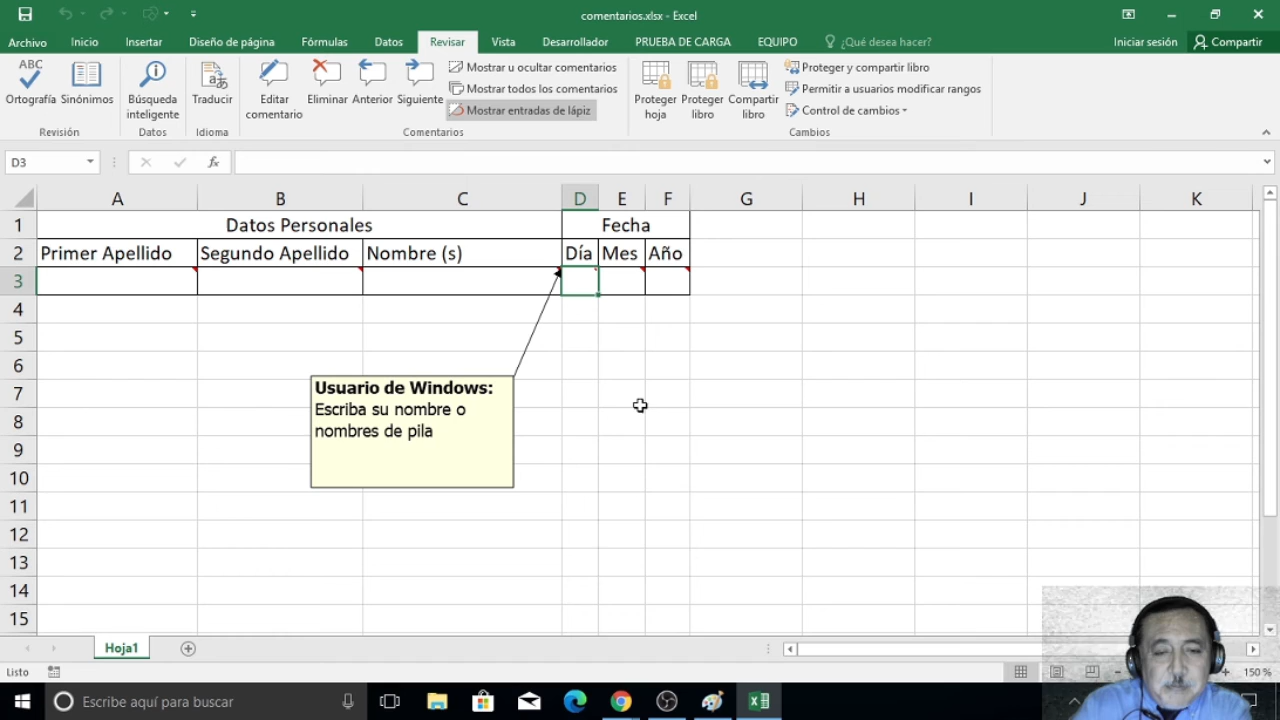 comentarios.xlsx - Excel
Archivo Inicio Insertar Diseño de página Fórmulas Datos Revisar Vista Desarrollador PRUEBA DE CARGA EQUIPO ¿Qué desea hacer? Iniciar sesión Compartir
ABC
Ortografía Sinónimos Búsqueda inteligente Traducir Editar comentario Eliminar Anterior Siguiente
Mostrar u ocultar comentarios
Mostrar todos los comentarios
Mostrar entradas de lápiz
Proteger hoja Proteger libro Compartir libro
Proteger y compartir libro
Permitir a usuarios modificar rangos
Control de cambios
Revisión Datos Idioma Comentarios Cambios
D3 fx
A B C D E F G H I J K
1 Datos Personales Fecha
2 Primer Apellido Segundo Apellido Nombre (s) Día Mes Año
3
4
5
6
7
8
9
10
11
12
13
14
15
Usuario de Windows:
Escriba su nombre o
nombres de pila
Hoja1
Listo 150 %
Escribe aquí para buscar